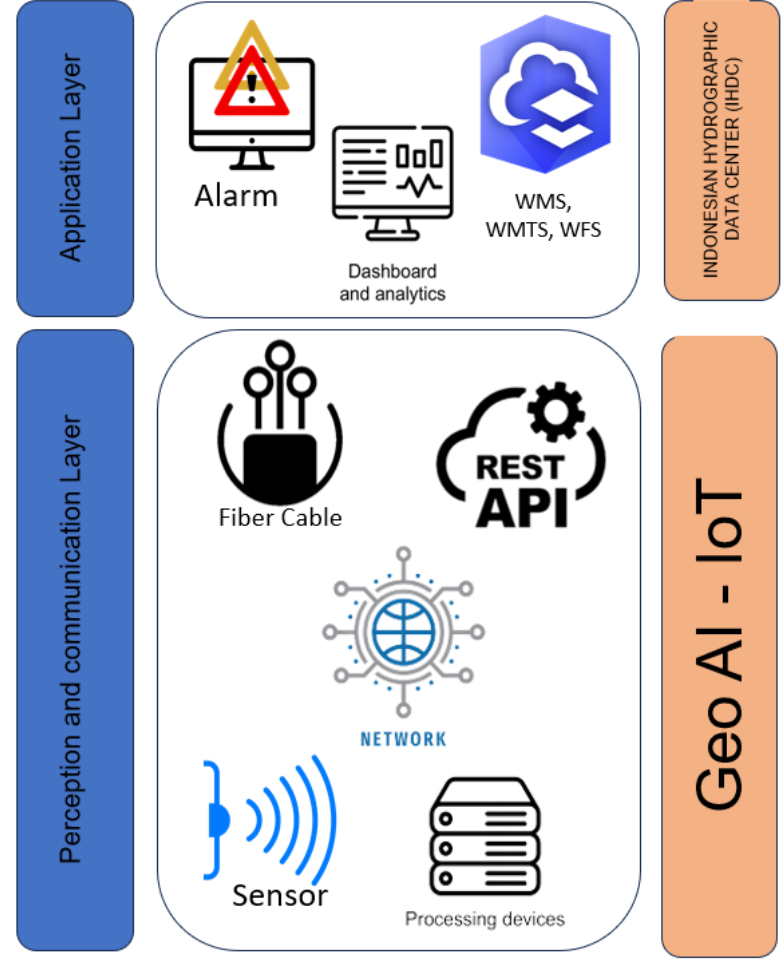 Application Layer
Alarm
Dashboard
and analytics
WMS,
WMTS, WFS
INDONESIAN HYDROGRAPHIC
DATA CENTER (IHDC)
Perception and communication Layer
Fiber Cable
REST
API
NETWORK
Sensor
Processing devices
Geo AI - IoT